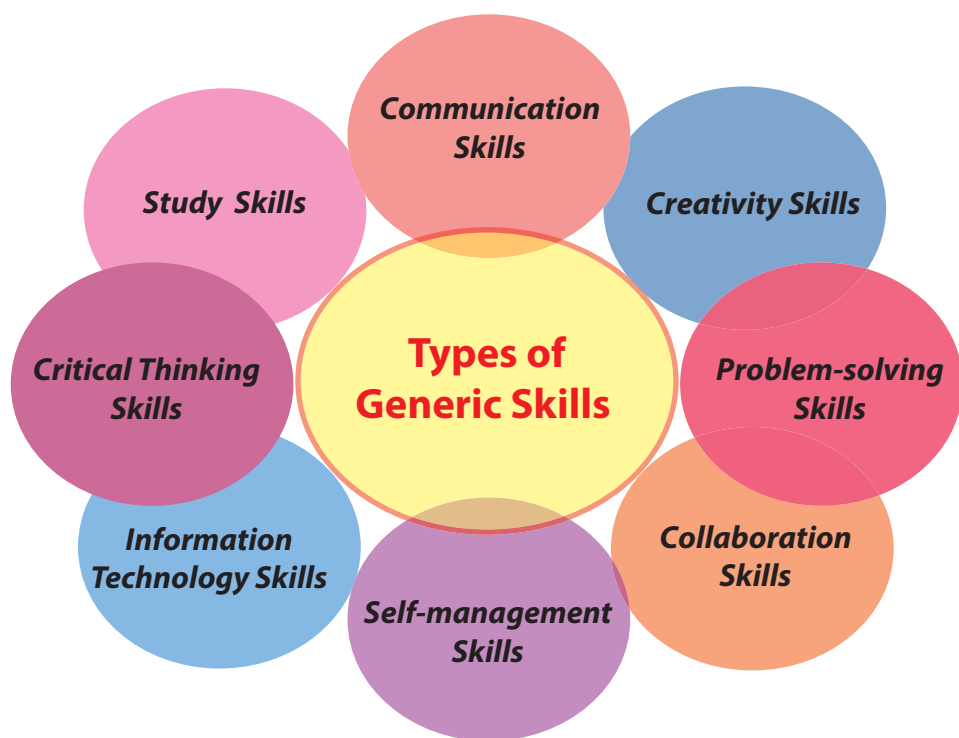 Communication
Skills
Creativity Skills
Problem-solving
Skills
Collaboration
Skills
Self-management
Skills
Information
Technology Skills
Critical Thinking
Skills
Study Skills
Types of
Generic Skills